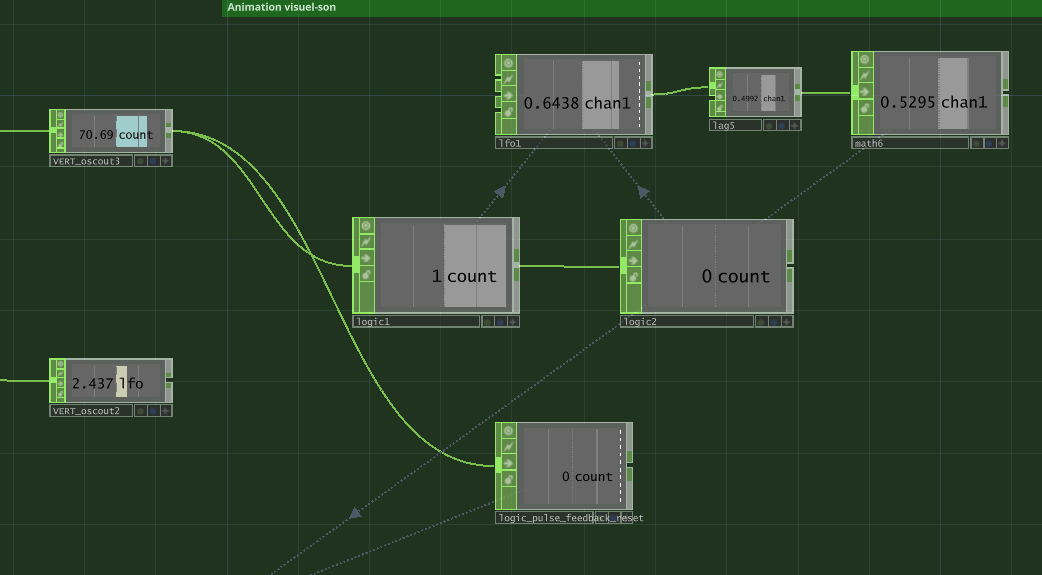 Animation visuel-son
0.6438 chan1
lfo1
0.4992 chan1
lag5
0.5295 chan1
math6
70.69 count
VERT_oscout3
1 count
logic1
0 count
logic2
2.437 lfo
VERT_oscout2
0 count
logic_pulse_feedback_reset